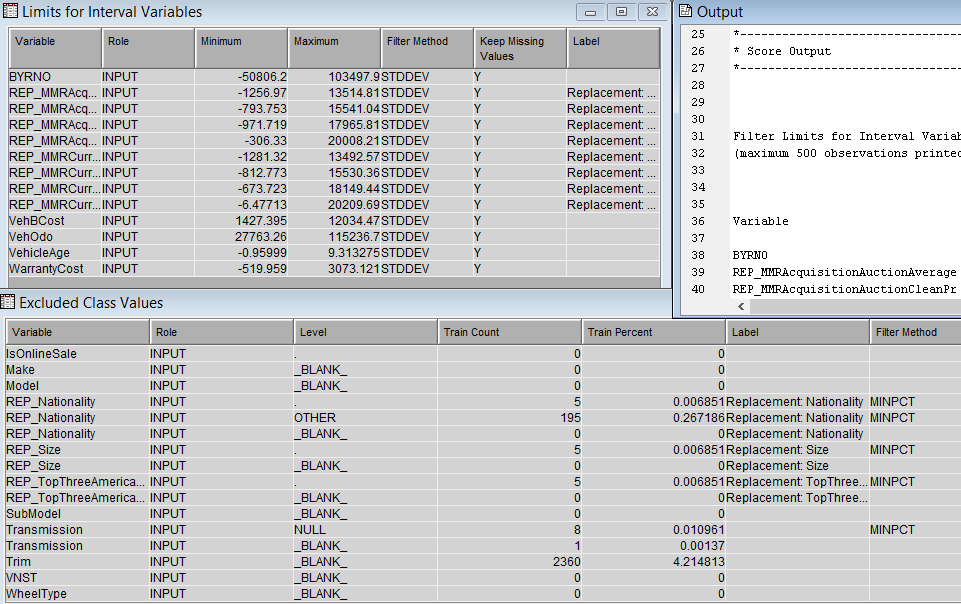 Limits for Interval Variables
Variable Role Minimum Maximum Filter Method Keep Missing Values Label
BYRNO INPUT -50806.2 103497.9 STDDEV Y
REP_MMRAcq... INPUT -1256.97 13514.81 STDDEV Y Replacement: ...
REP_MMRAcq... INPUT -793.753 15541.04 STDDEV Y Replacement: ...
REP_MMRAcq... INPUT -971.719 17965.81 STDDEV Y Replacement: ...
REP_MMRAcq... INPUT -306.33 20008.21 STDDEV Y Replacement: ...
REP_MMRCurr... INPUT -1281.32 13492.57 STDDEV Y Replacement: ...
REP_MMRCurr... INPUT -812.773 15530.36 STDDEV Y Replacement: ...
REP_MMRCurr... INPUT -673.723 18149.44 STDDEV Y Replacement: ...
REP_MMRCurr... INPUT -6.47713 20209.69 STDDEV Y Replacement: ...
VehBCost INPUT 1427.395 12034.47 STDDEV Y
VehOdo INPUT 27763.26 115236.7 STDDEV Y
VehicleAge INPUT -0.95999 9.313275 STDDEV Y
WarrantyCost INPUT -519.959 3073.121 STDDEV Y
Output
25 *-----------------------------------
26 * Score Output
27 *-----------------------------------
28
29
30
31 Filter Limits for Interval Variab
32 (maximum 500 observations printed
33
34
35
36 Variable
37
38 BYRNO
39 REP_MMRAcquisitionAuctionAverage
40 REP_MMRAcquisitionAuctionCleanPr
Excluded Class Values
Variable Role Level Train Count Train Percent Label Filter Method
IsOnlineSale INPUT . 0 0
Make INPUT _BLANK_ 0 0
Model INPUT _BLANK_ 0 0
REP_Nationality INPUT . 5 0.006851 Replacement: Nationality MINPCT
REP_Nationality INPUT OTHER 195 0.267186 Replacement: Nationality MINPCT
REP_Nationality INPUT _BLANK_ 0 0 Replacement: Nationality
REP_Size INPUT . 5 0.006851 Replacement: Size MINPCT
REP_Size INPUT _BLANK_ 0 0 Replacement: Size
REP_TopThreeAmerica... INPUT . 5 0.006851 Replacement: TopThree... MINPCT
REP_TopThreeAmerica... INPUT _BLANK_ 0 0 Replacement: TopThree...
SubModel INPUT _BLANK_ 0 0
Transmission INPUT NULL 8 0.010961 MINPCT
Transmission INPUT _BLANK_ 1 0.00137
Trim INPUT _BLANK_ 2360 4.214813
VNST INPUT _BLANK_ 0 0
WheelType INPUT _BLANK_ 0 0